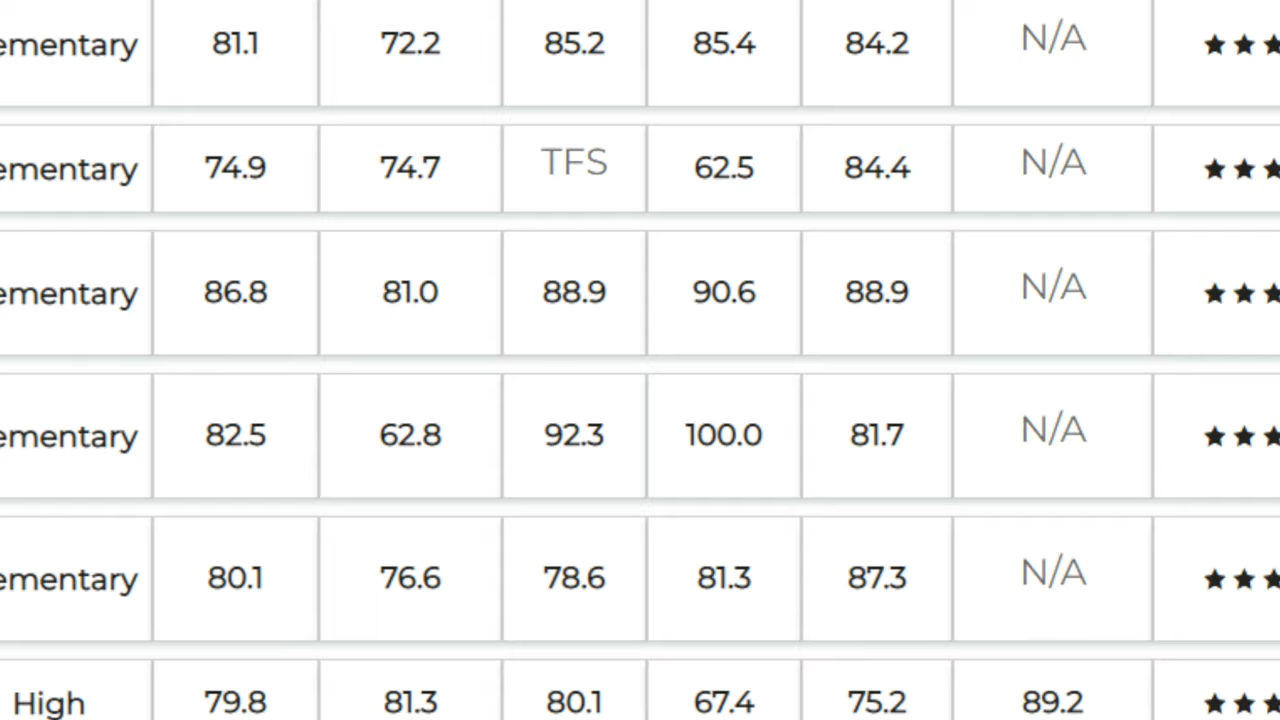 ementary 81.1 72.2 85.2 85.4 84.2 N/A ★★★
ementary 74.9 74.7 TFS 62.5 84.4 N/A ★★★
ementary 86.8 81.0 88.9 90.6 88.9 N/A ★★★
ementary 82.5 62.8 92.3 100.0 81.7 N/A ★★★
ementary 80.1 76.6 78.6 81.3 87.3 N/A ★★★
High 79.8 81.3 80.1 67.4 75.2 89.2 ★★★